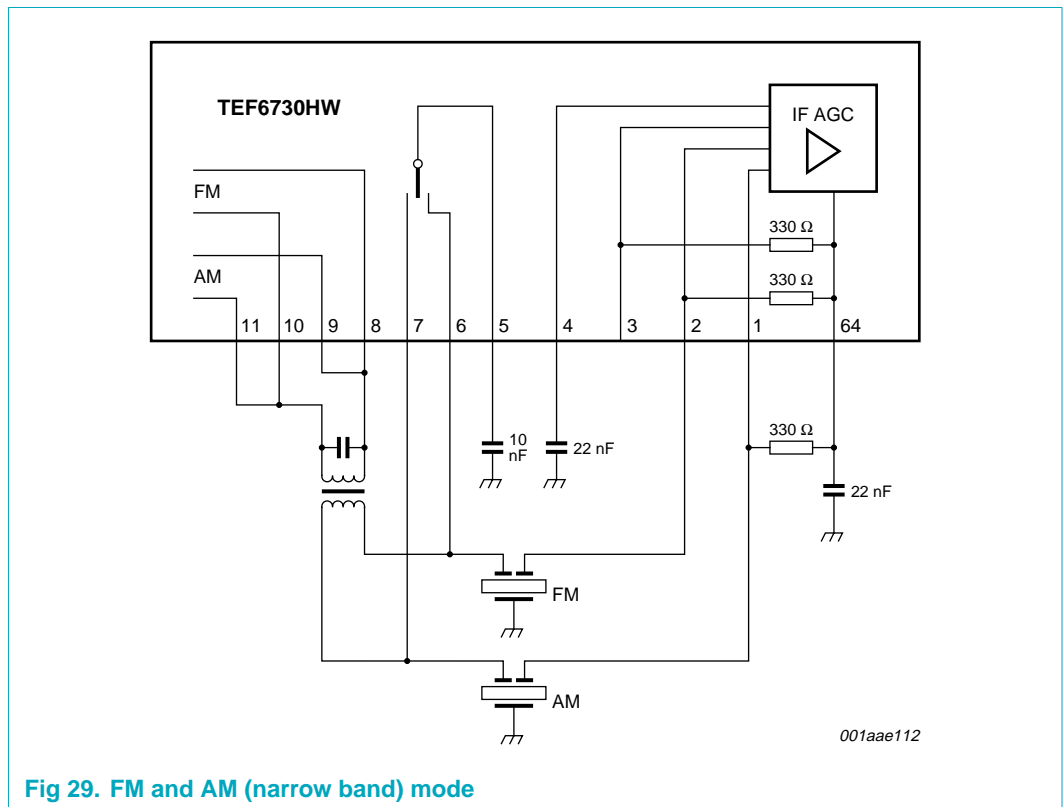 TEF6730HW
IF AGC
FM
AM
330 Ω
330 Ω
11 10 9 8 7 6 5 4 3 2 1 64
10
nF
22 nF
330 Ω
22 nF
FM
AM
001aae112
Fig 29. FM and AM (narrow band) mode